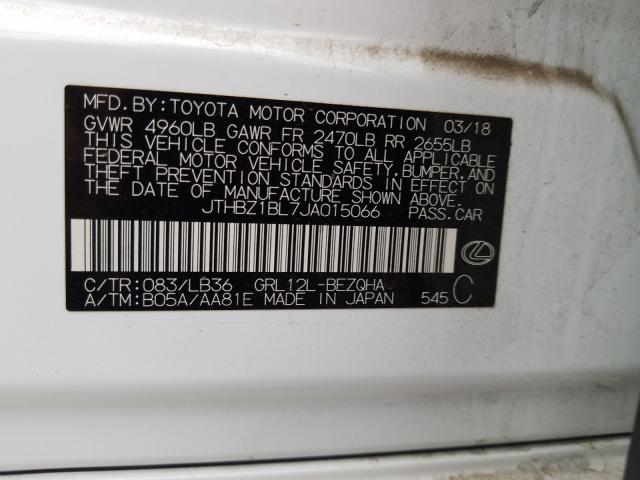 MFD.BY:TOYOTA MOTOR CORPORATION 03/18
GVWR 4960LB GAWR FR 2470LB RR 2655LB
THIS VEHICLE CONFORMS TO ALL APPLICABLE
FEDERAL MOTOR VEHICLE SAFETY,BUMPER,AND
THEFT PREVENTION STANDARDS IN EFFECT ON
THE DATE OF MANUFACTURE SHOWN ABOVE.
JTHBZ1BL7JA015066 PASS.CAR
C/TR:083/LB36 GRL12L-BEZQHA
A/TM:B05A/AA81E MADE IN JAPAN 545 C